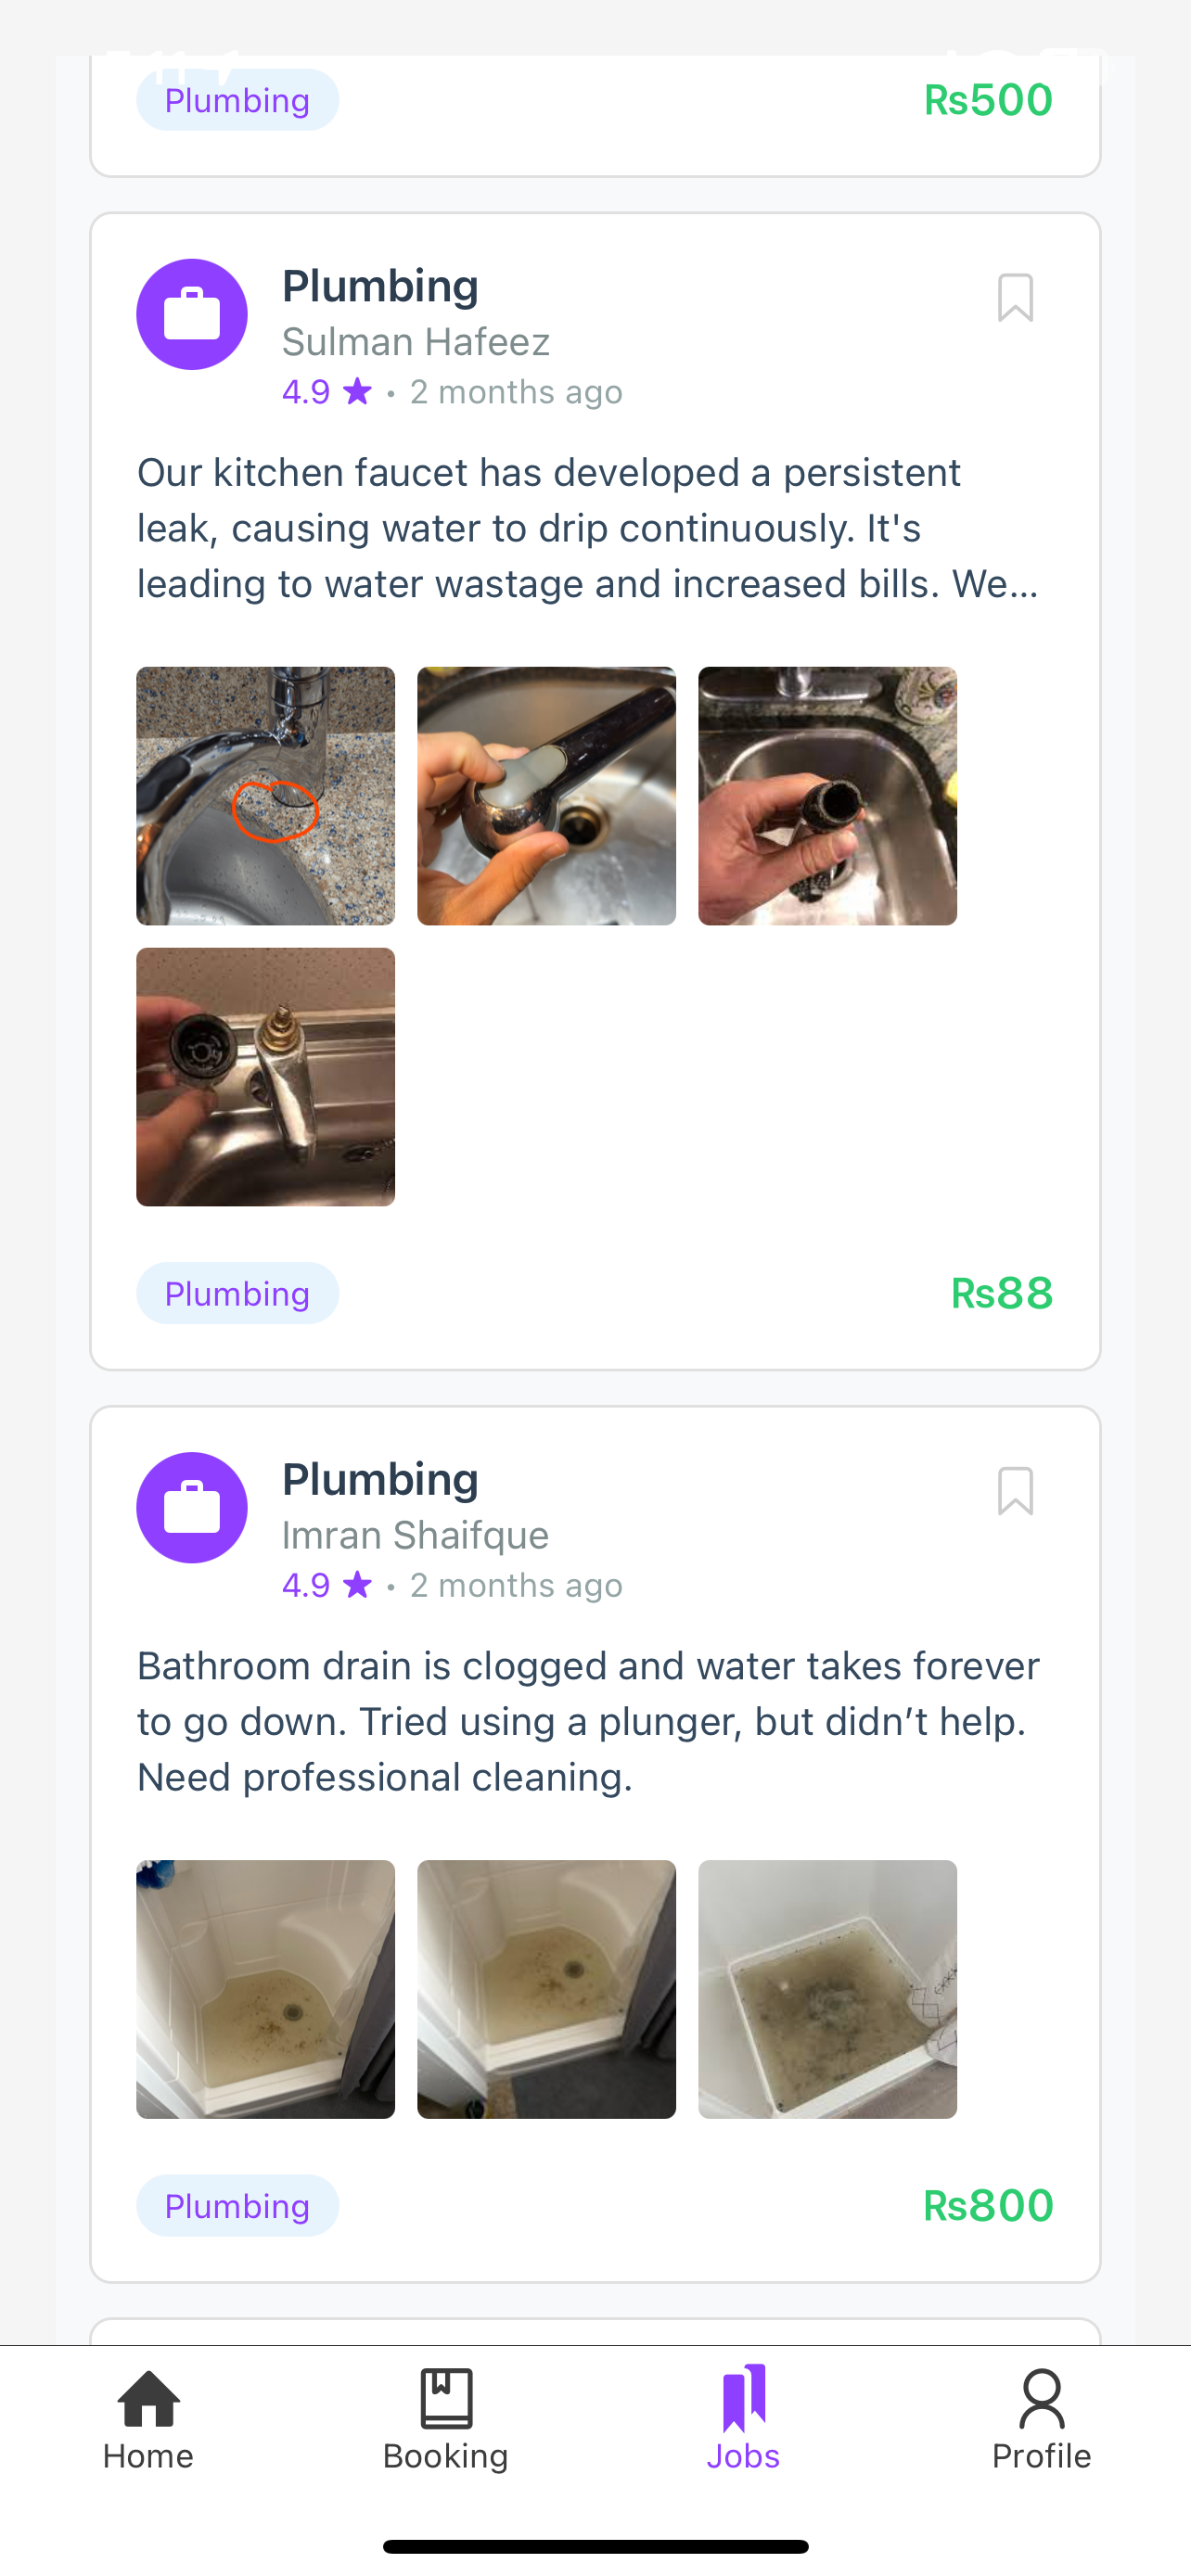 Plumbing
Rs500
Plumbing
Sulman Hafeez
4.9 ★ • 2 months ago
Our kitchen faucet has developed a persistent
leak, causing water to drip continuously. It's
leading to water wastage and increased bills. We...
Plumbing
Rs88
Plumbing
Imran Shaifque
4.9 ★ • 2 months ago
Bathroom drain is clogged and water takes forever
to go down. Tried using a plunger, but didn’t help.
Need professional cleaning.
Plumbing
Rs800
Home
Booking
Jobs
Profile